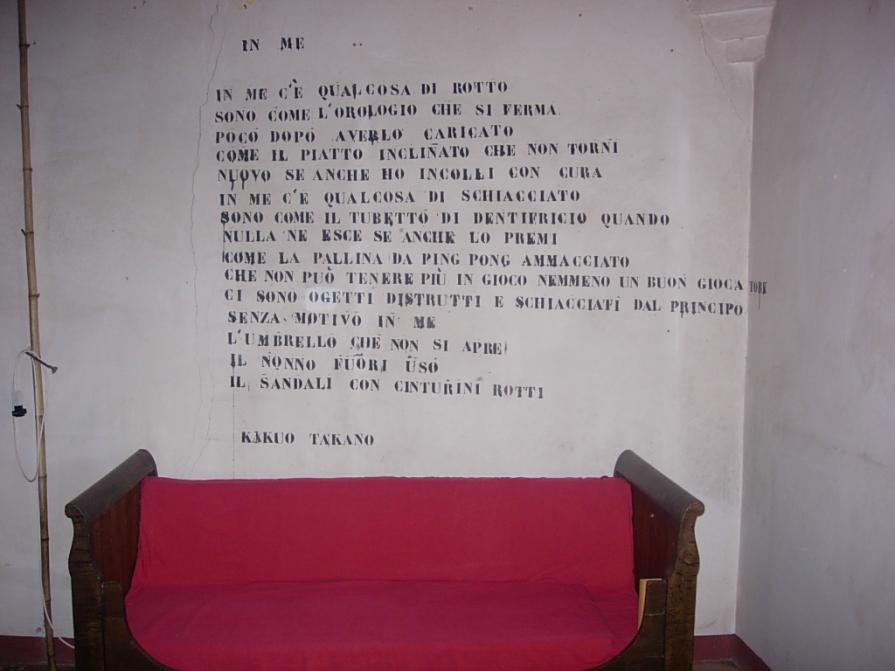 IN ME
IN ME C'È QUALCOSA DI ROTTO
SONO COME L'OROLOGIO CHE SI FERMA
POCO DOPO AVERLO CARICATO
COME IL PIATTO INCLINATO CHE NON TORNI
NUOVO SE ANCHE HO INCOLLI CON CURA
IN ME C'E QUALCOSA DI SCHIACCIATO
SONO COME IL TUBETTO DI DENTIFRICIO QUANDO
NULLA NE ESCE SE ANCHE LO PREMI
COME LA PALLINA DA PING PONG AMMACCIATO
CHE NON PUÒ TENERE PIÙ IN GIOCO NEMMENO UN BUON GIOCATORE
CI SONO OGETTI DISTRUTTI E SCHIACCIATI DAL PRINCIPO
SENZA MOTIVO IN ME
L'UMBRELLO CHE NON SI APRE
IL NONNO FUORI USO
IL SANDALI CON CINTURINI ROTTI
KAKUO TAKANO